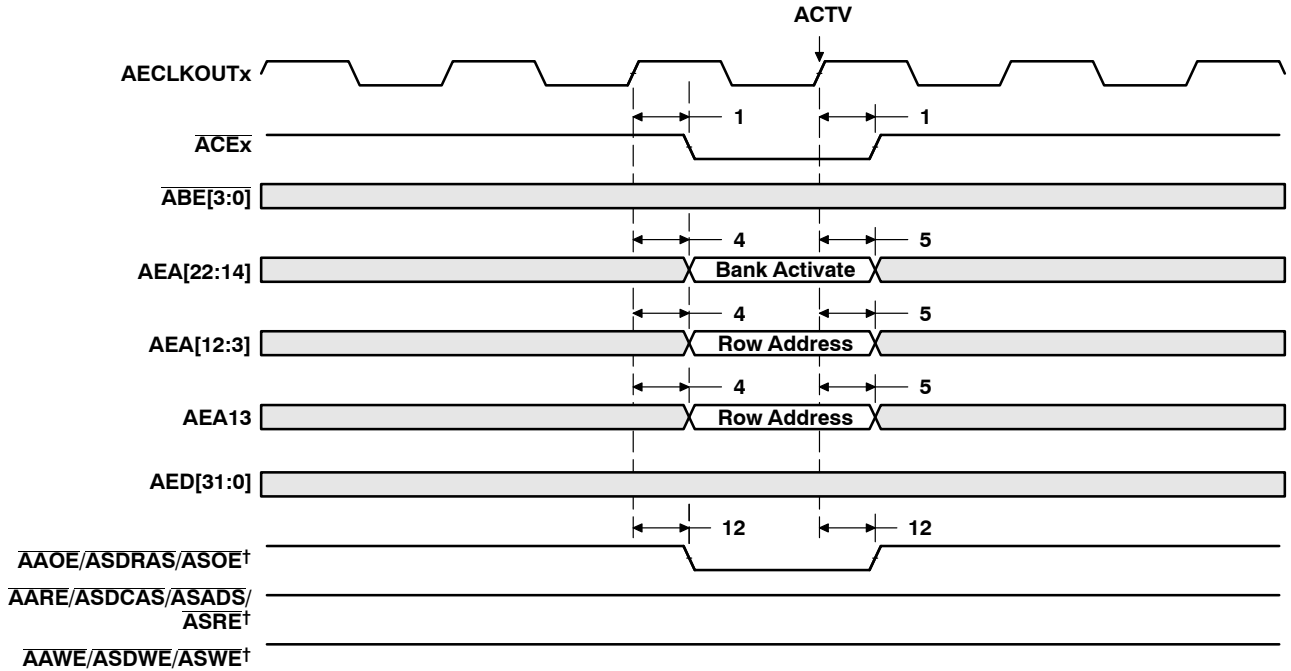 ACTV
AECLKOUTx
1 1
ACEx
ABE[3:0]
4 5
AEA[22:14] Bank Activate
4 5
AEA[12:3] Row Address
4 5
AEA13 Row Address
AED[31:0]
12 12
AAOE/ASDRAS/ASOE†
AARE/ASDCAS/ASADS/
ASRE†
AAWE/ASDWE/ASWE†